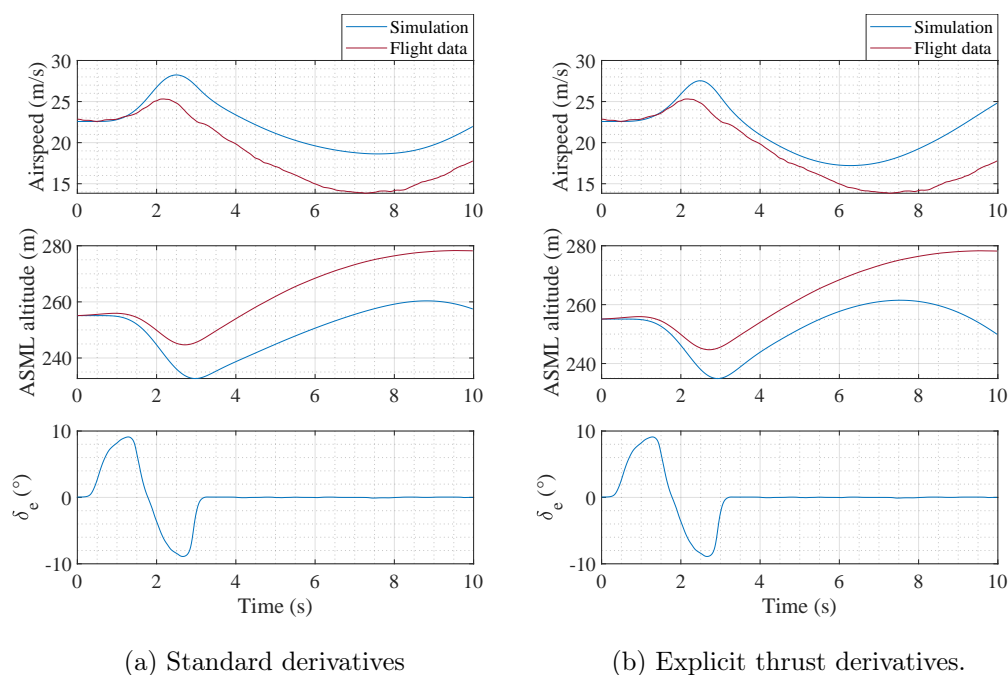 Simulation
Flight data
30
25
20
15
Airspeed (m/s)
0 2 4 6 8 10
280
260
240
ASML altitude (m)
0 2 4 6 8 10
10
0
-10
δ_e (°)
0 2 4 6 8 10
Time (s)
(a) Standard derivatives
Simulation
Flight data
30
25
20
15
Airspeed (m/s)
0 2 4 6 8 10
280
260
240
ASML altitude (m)
0 2 4 6 8 10
10
0
-10
δ_e (°)
0 2 4 6 8 10
Time (s)
(b) Explicit thrust derivatives.